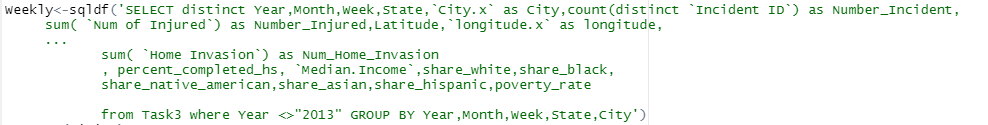 Weekly<-sqldf('SELECT distinct Year,Month,Week,State,`City.x` as City,count(distinct `Incident ID`) as Number_Incident,
sum( `Num of Injured`) as Number_Injured,Latitude,`longitude.x` as longitude,
...
sum( `Home Invasion`) as Num_Home_Invasion
, percent_completed_hs, `Median.Income`,share_white,share_black,
share_native_american,share_asian,Share_hispanic,poverty_rate
from Task3 where Year <>"2013" GROUP BY Year,Month,Week,State,City')